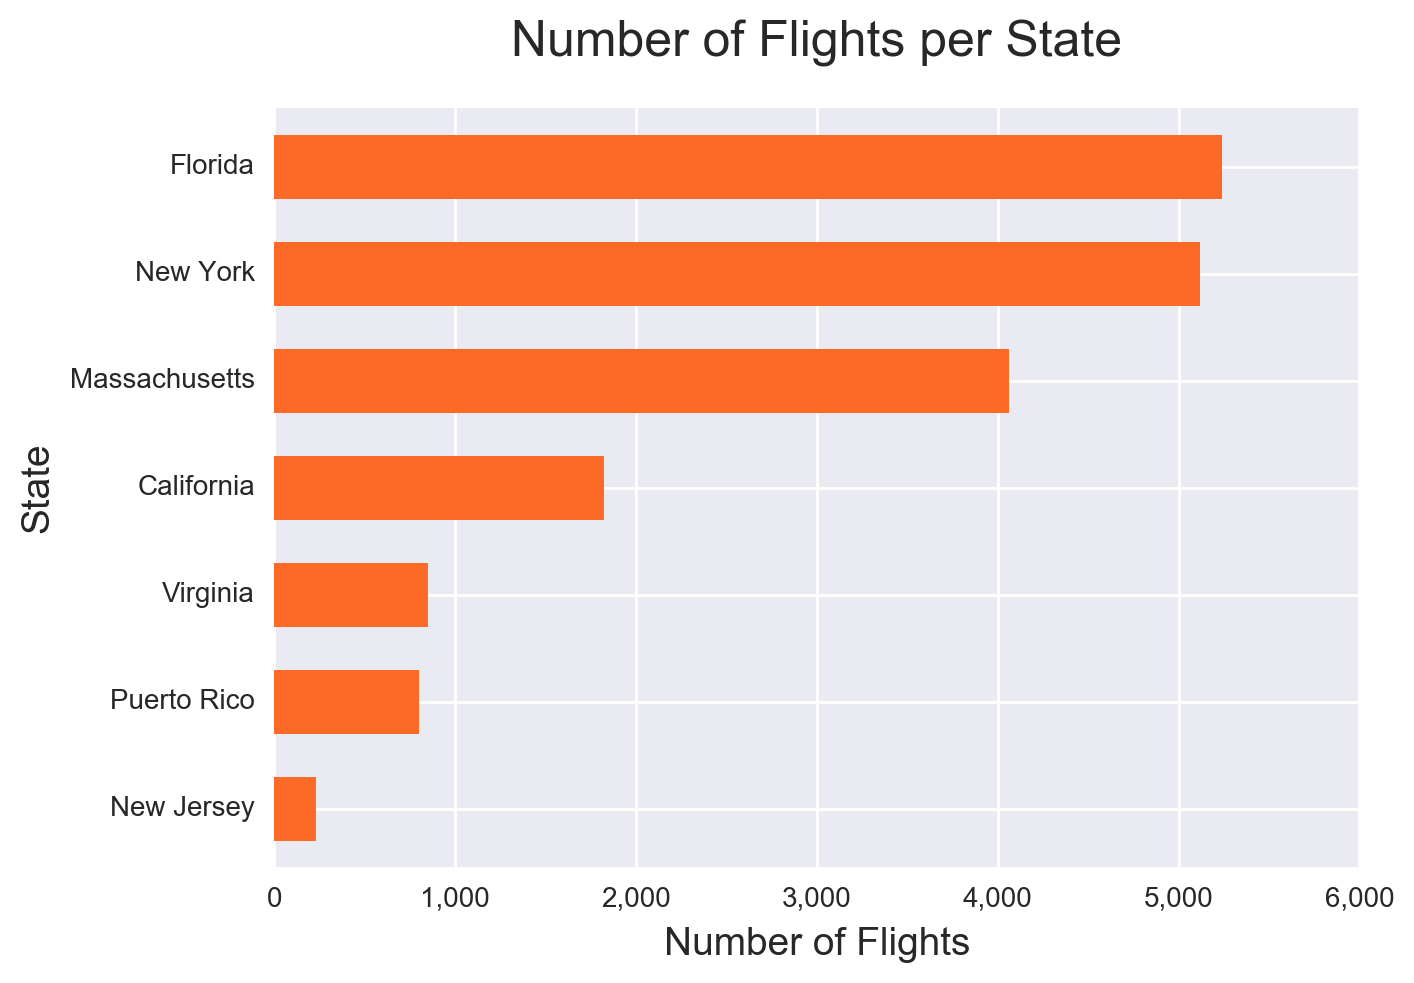 Number of Flights per State
Florida
New York
Massachusetts
California
Virginia
Puerto Rico
New Jersey
State
0 1,000 2,000 3,000 4,000 5,000 6,000
Number of Flights